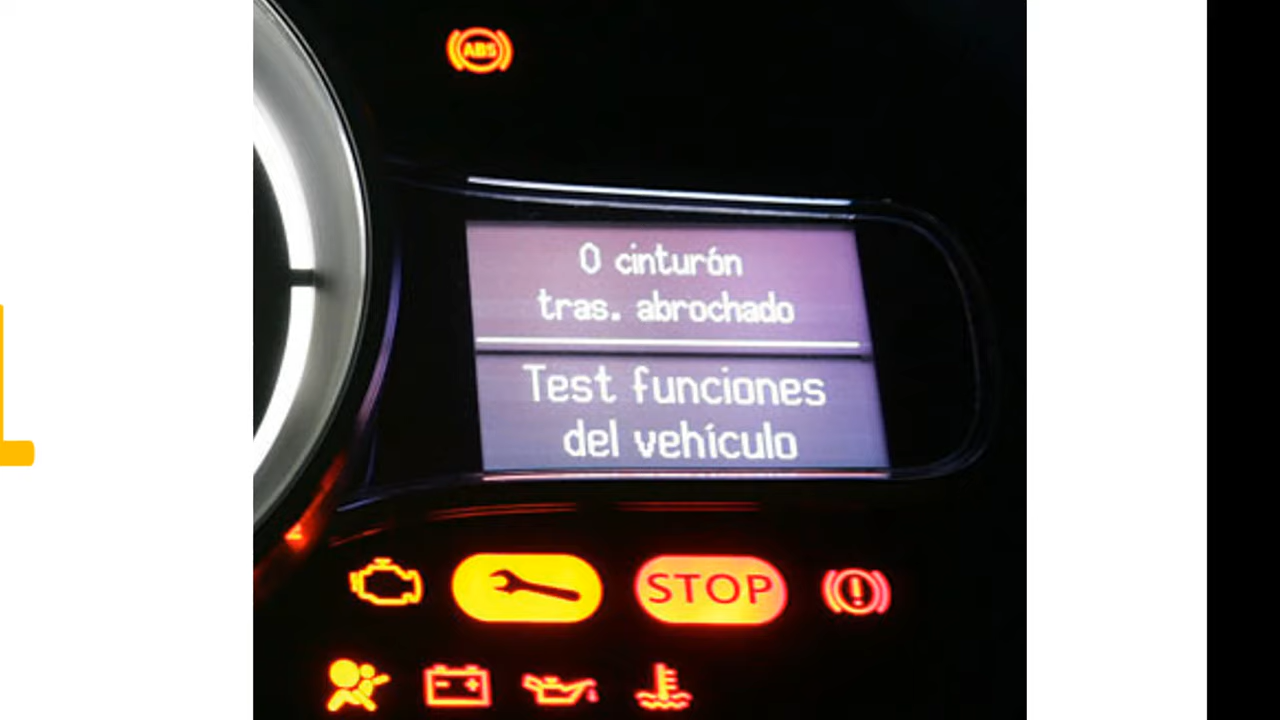 ABS
0 cinturón
tras. abrochado
Test funciones
del vehículo
STOP